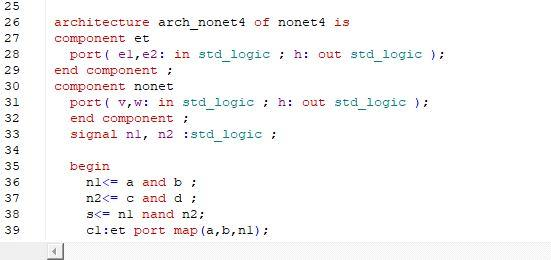 25
26 architecture arch_nonet4 of nonet4 is
27 component et
28 port( e1,e2: in std_logic ; h: out std_logic );
29 end component ;
30 component nonet
31 port( v,w: in std_logic ; h: out std_logic );
32 end component ;
33 signal n1, n2 :std_logic ;
34
35 begin
36 n1<= a and b ;
37 n2<= c and d ;
38 s<= n1 nand n2;
39 c1:et port map(a,b,n1);